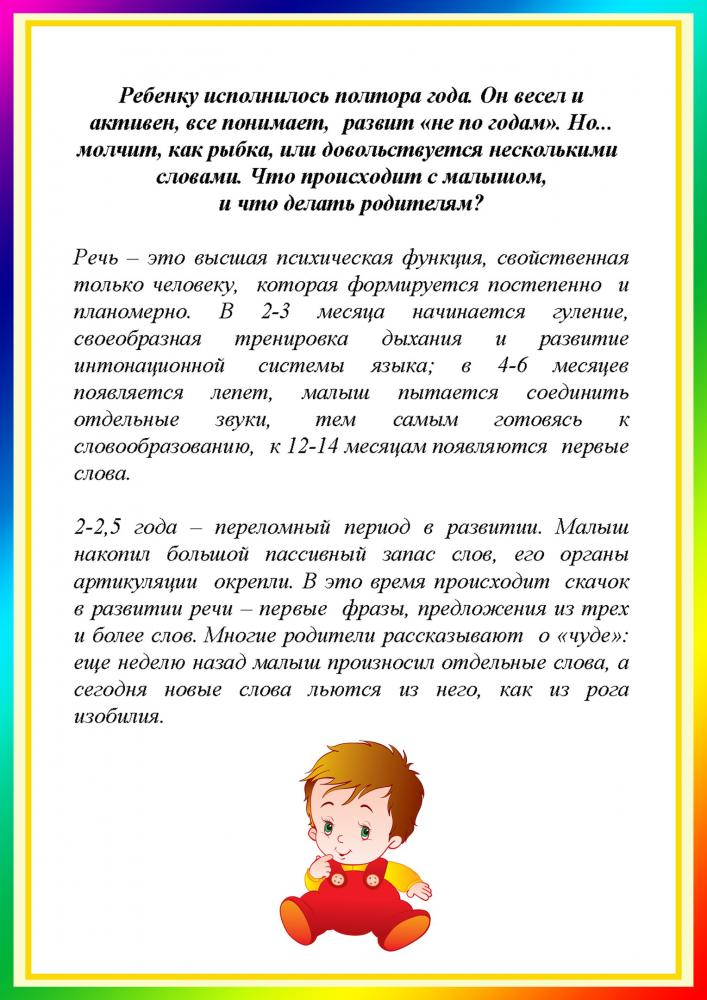 Ребенку исполнилось полтора года. Он весел и
активен, все понимает, развит «не по годам». Но...
молчит, как рыбка, или довольствуется несколькими
словами. Что происходит с малышом,
и что делать родителям?
Речь – это высшая психическая функция, свойственная
только человеку, которая формируется постепенно и
планомерно. В 2-3 месяца начинается гуление,
своеобразная тренировка дыхания и развитие
интонационной системы языка; в 4-6 месяцев
появляется лепет, малыш пытается соединить
отдельные звуки, тем самым готовясь к
словообразованию, к 12-14 месяцам появляются первые
слова.
2-2,5 года – переломный период в развитии. Малыш
накопил большой пассивный запас слов, его органы
артикуляции окрепли. В это время происходит скачок
в развитии речи – первые фразы, предложения из трех
и более слов. Многие родители рассказывают о «чуде»:
еще неделю назад малыш произносил отдельные слова, а
сегодня новые слова льются из него, как из рога
изобилия.